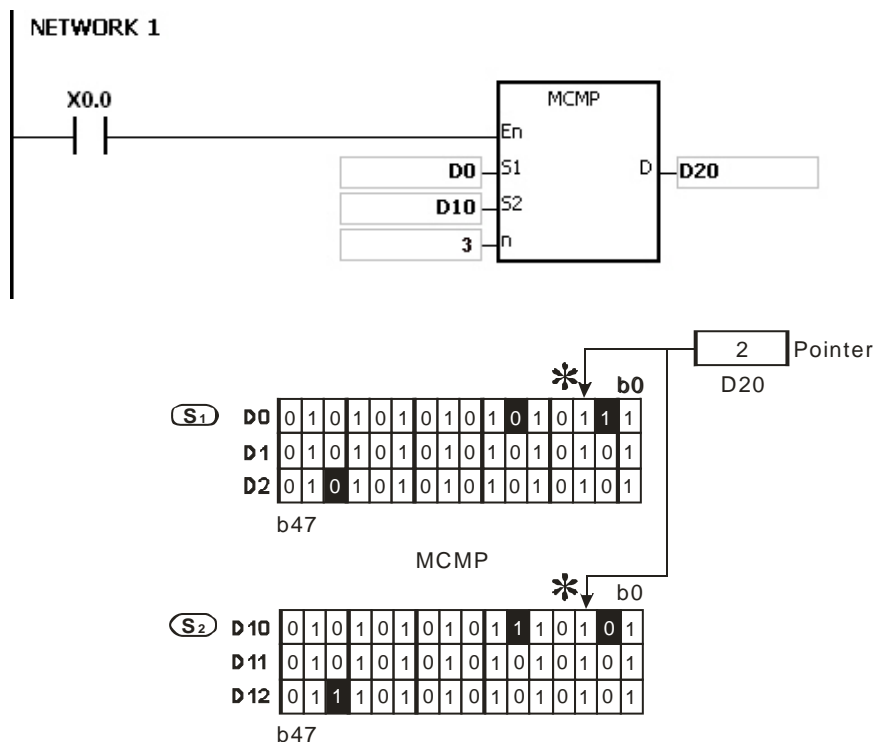 NETWORK 1
X0.0
MCMP
En
D0 S1 D D20
D10 S2
3 n
2 Pointer
D20
* b0
S1 D0 0 1 0 1 0 1 0 1 0 1 0 1 0 1 1 1
D1 0 1 0 1 0 1 0 1 0 1 0 1 0 1 0 1
D2 0 1 0 1 0 1 0 1 0 1 0 1 0 1 0 1
b47
MCMP
* b0
S2 D10 0 1 0 1 0 1 0 1 0 1 1 1 0 1 0 1
D11 0 1 0 1 0 1 0 1 0 1 0 1 0 1 0 1
D12 0 1 1 1 0 1 0 1 0 1 0 1 0 1 0 1
b47